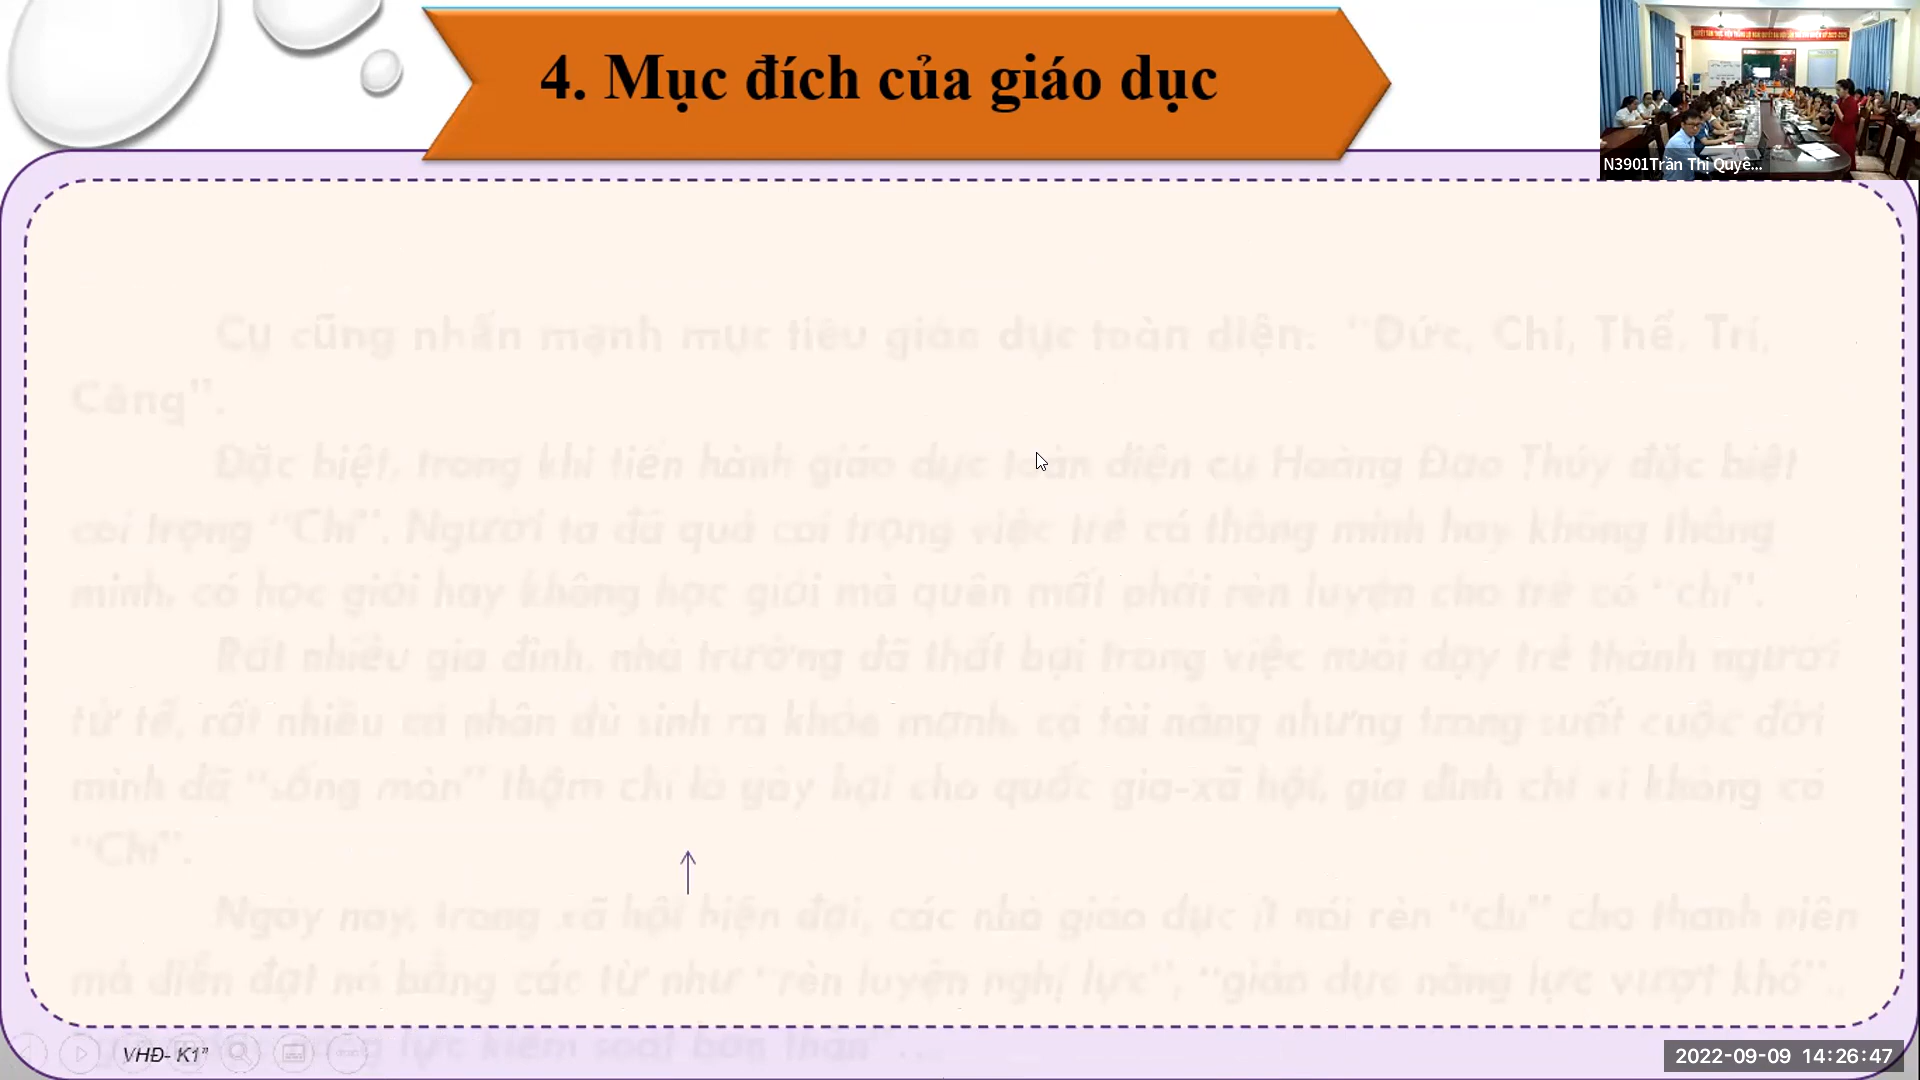 4. Mục đích của giáo dục
N3901Trần Thị Quyê...
Cụ cũng nhấn mạnh mục tiêu giáo dục toàn diện: “Đức, Chí, Thể, Trí,
Công”.
Đặc biệt, trong khi tiến hành giáo dục toàn diện cụ Hoàng Đạo Thúy đặc biệt
coi trọng “Chí”. Người ta đã quá coi trọng việc trẻ có thông minh hay không thông
minh, có học giỏi hay không học giỏi mà quên mất phải rèn luyện cho trẻ có “chí”.
Rất nhiều gia đình, nhà trường đã thất bại trong việc nuôi dạy trẻ thành người
tử tế, rất nhiều cá nhân dù sinh ra khỏe mạnh, có tài năng nhưng trong suốt cuộc đời
mình đã “sống mòn” thậm chí là gây hại cho quốc gia-xã hội, gia đình chỉ vì không có
“Chí”.
Ngày nay, trong xã hội hiện đại, các nhà giáo dục ít nói rèn “chí” cho thanh niên
mà diễn đạt nó bằng các từ như “rèn luyện nghị lực”, “giáo dục năng lực vượt khó”,
lực kiểm soát bản thân”...
VHĐ- K1”
2022-09-09 14:26:47